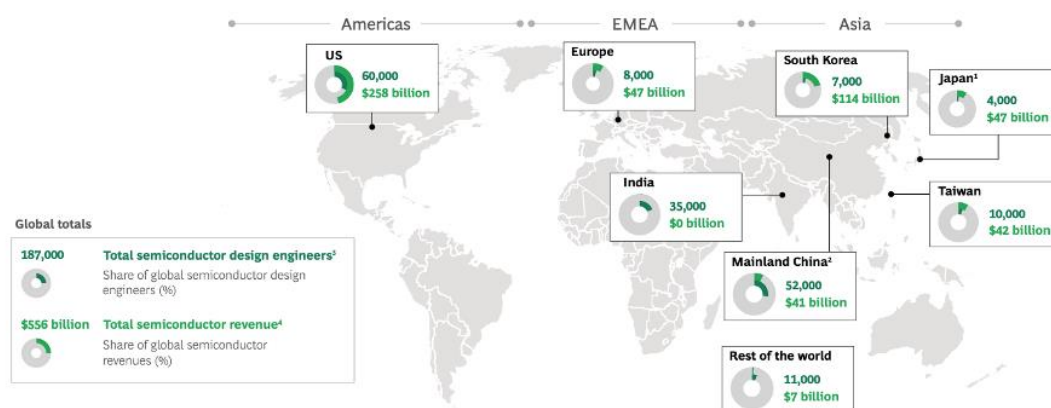 Americas
EMEA
Asia
US
60,000
$258 billion
Europe
8,000
$47 billion
South Korea
7,000
$114 billion
Japan¹
4,000
$47 billion
India
35,000
$0 billion
Taiwan
10,000
$42 billion
Mainland China²
52,000
$41 billion
Rest of the world
11,000
$7 billion
Global totals
187,000 Total semiconductor design engineers³
Share of global semiconductor design
engineers (%)
$556 billion Total semiconductor revenue⁴
Share of global semiconductor
revenues (%)